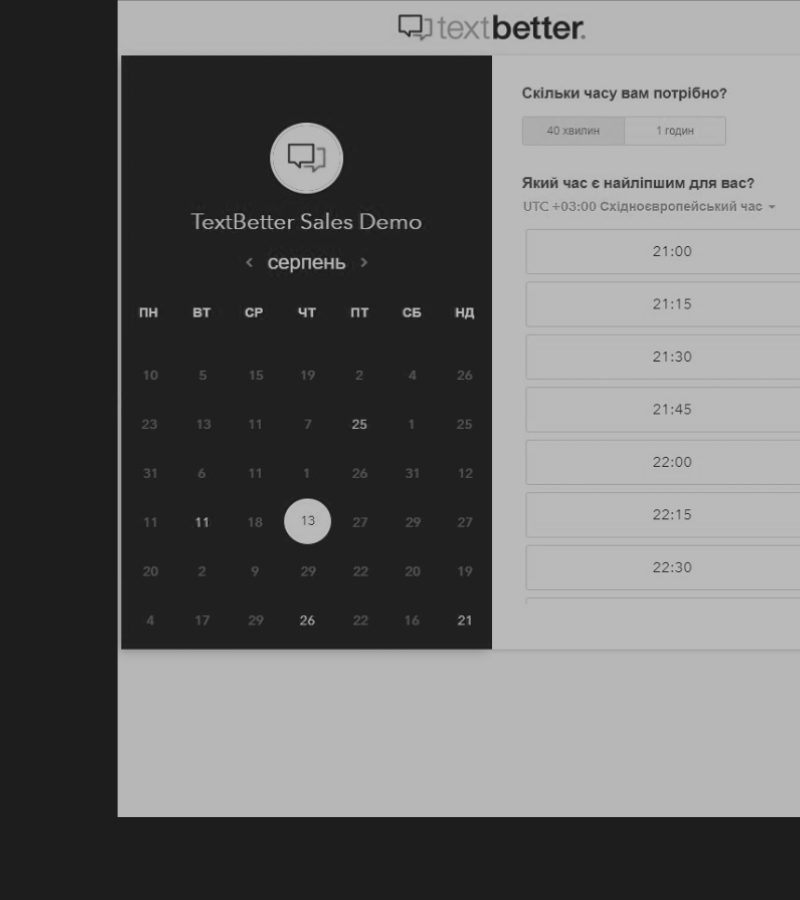 textbetter.
TextBetter Sales Demo
серпень
ПН ВТ СР ЧТ ПТ СБ НД
10 5 15 19 2 4 26
23 13 11 7 25 1 25
31 6 11 1 26 31 12
11 11 18 13 27 29 27
20 2 9 29 22 20 19
4 17 29 26 22 16 21
Скільки часу вам потрібно?
40 хвилин 1 годин
Який час є найліпшим для вас?
UTC +03:00 Східноєвропейський час
21:00
21:15
21:30
21:45
22:00
22:15
22:30